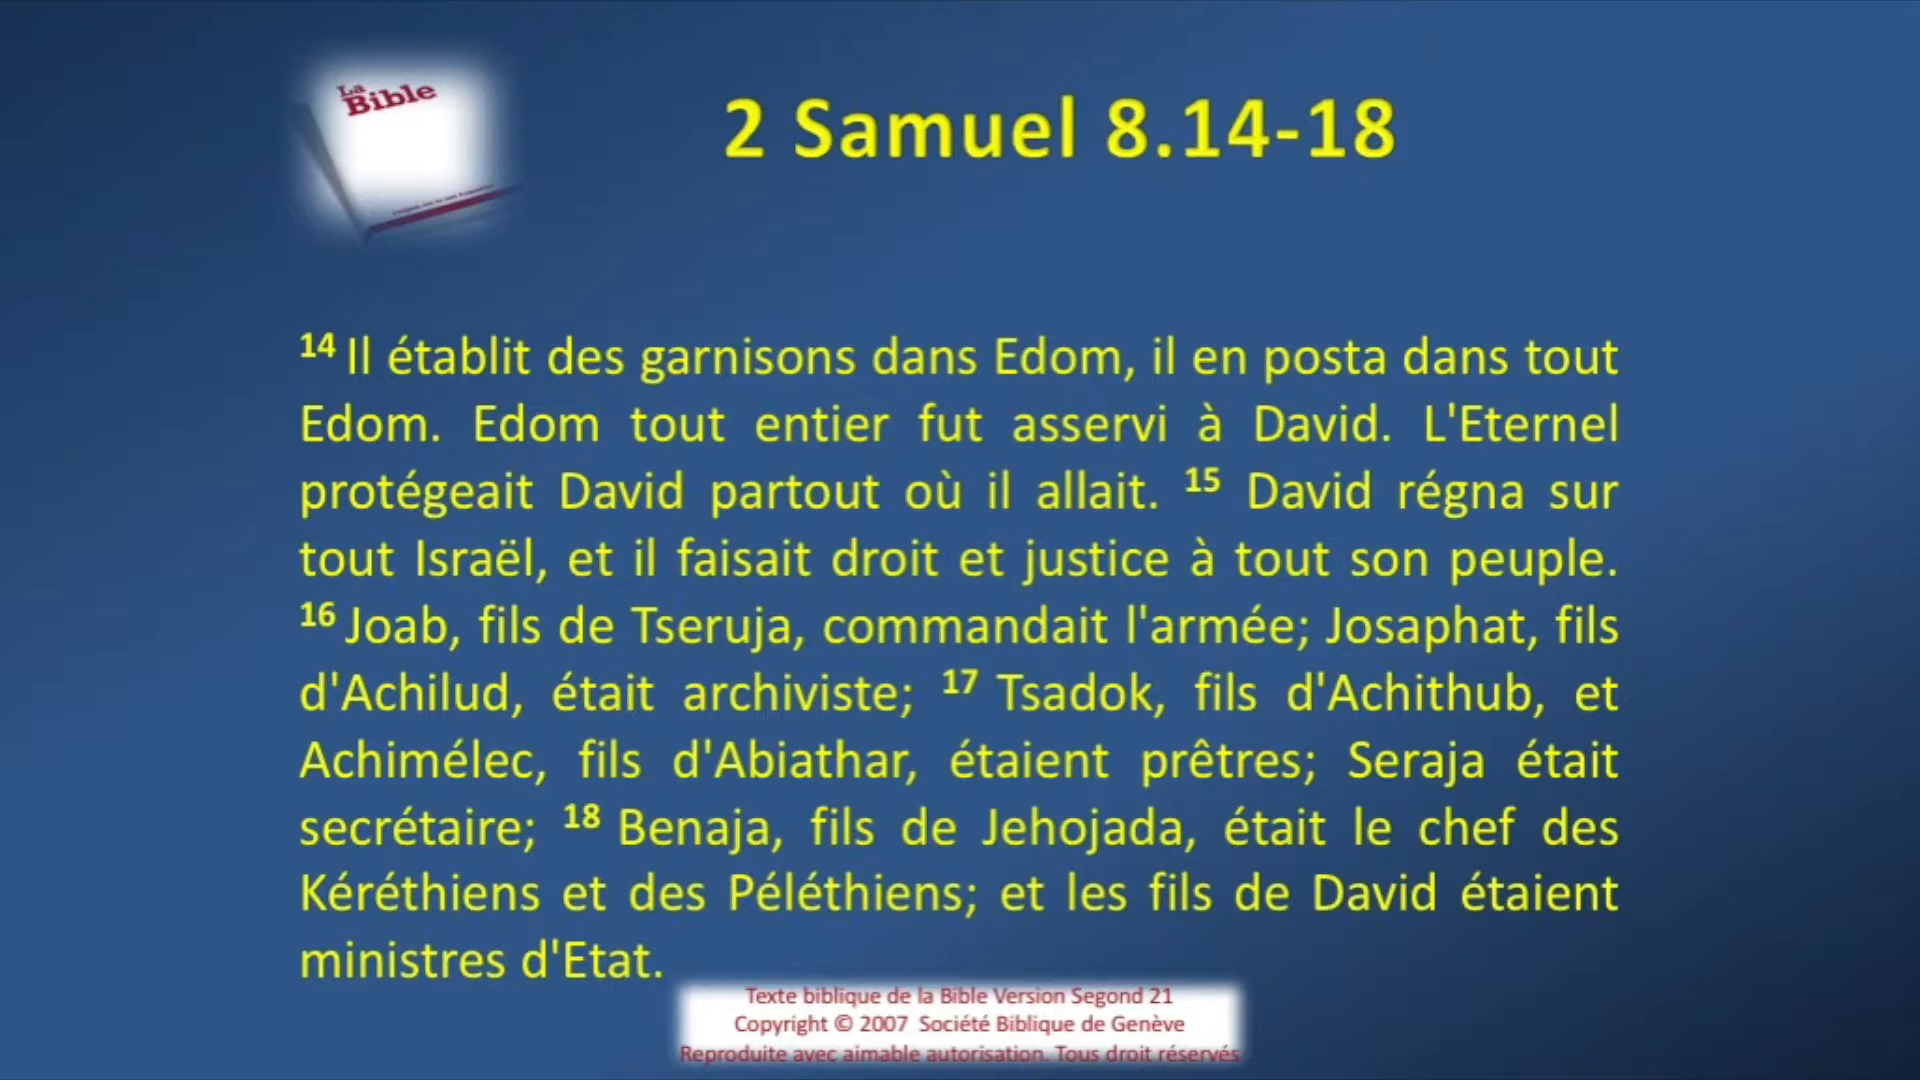 La
Bible
2 Samuel 8.14-18
14 Il établit des garnisons dans Edom, il en posta dans tout
Edom. Edom tout entier fut asservi à David. L'Eternel
protégeait David partout où il allait. 15 David régna sur
tout Israël, et il faisait droit et justice à tout son peuple.
16 Joab, fils de Tseruja, commandait l'armée; Josaphat, fils
d'Achilud, était archiviste; 17 Tsadok, fils d'Achithub, et
Achimélec, fils d'Abiathar, étaient prêtres; Seraja était
secrétaire; 18 Benaja, fils de Jehojada, était le chef des
Kéréthiens et des Péléthiens; et les fils de David étaient
ministres d'Etat.
Texte biblique de la Bible Version Segond 21
Copyright © 2007 Société Biblique de Genève
Reproduite avec aimable autorisation. Tous droit réservés